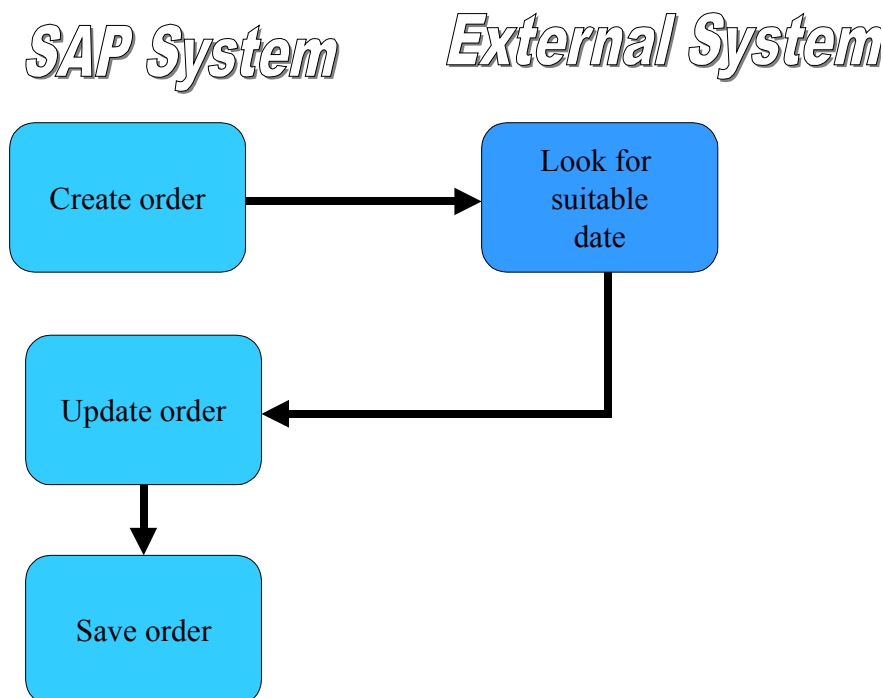 SAP System
External System
Create order
Look for
suitable
date
Update order
Save order